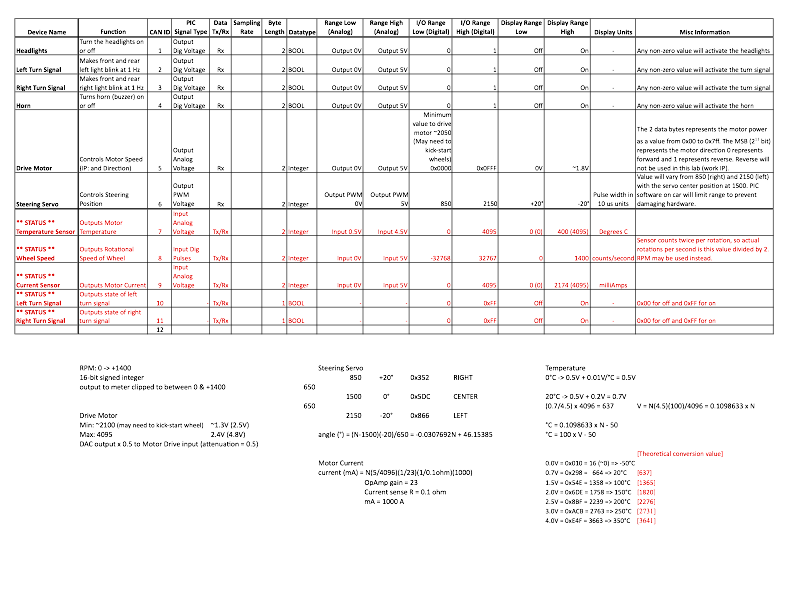 Device Name Function CAN ID PIC Signal Type Data Tx/Rx Sampling Rate Byte Length Datatype Range Low (Analog) Range High (Analog) I/O Range Low (Digital) I/O Range High (Digital) Display Range Low Display Range High Display Units Misc Information
Headlights Turn the headlights on or off 1 Output Dig Voltage Rx 2 BOOL Output 0V Output 5V 0 1 Off On - Any non-zero value will activate the headlights
Left Turn Signal Makes front and rear left light blink at 1 Hz 2 Output Dig Voltage Rx 2 BOOL Output 0V Output 5V 0 1 Off On - Any non-zero value will activate the turn signal
Right Turn Signal Makes front and rear right light blink at 1 Hz 3 Output Dig Voltage Rx 2 BOOL Output 0V Output 5V 0 1 Off On - Any non-zero value will activate the turn signal
Horn Turns horn (buzzer) on or off 4 Output Dig Voltage Rx 2 BOOL Output 0V Output 5V 0 1 Off On - Any non-zero value will activate the horn
Drive Motor Controls Motor Speed (IP: and Direction) 5 Output Analog Voltage Rx 2 Integer Output 0V Output 5V Minimum value to drive motor ~2050 (May need to kick-start wheels) 0x0000 0x0FFF 0V ~1.8V The 2 data bytes represents the motor power as a value from 0x00 to 0x7ff. The MSB (2¹¹ bit) represents the motor direction 0 represents forward and 1 represents reverse. Reverse will not be used in this lab (work IP).
Steering Servo Controls Steering Position 6 Output PWM Voltage Rx 2 Integer Output PWM 0V Output PWM 5V 850 2150 +20° -20° Pulse width in 10 us units Value will vary from 850 (right) and 2150 (left) with the servo center position at 1500. PIC software on car will limit range to prevent damaging hardware.
** STATUS ** Temperature Sensor Outputs Motor Temperature 7 Input Analog Voltage Tx/Rx 2 Integer Input 0.5V Input 4.5V 0 4095 0 (0) 400 (4095) Degrees C
** STATUS ** Wheel Speed Outputs Rotational Speed of Wheel 8 Input Dig Pulses Tx/Rx 2 Integer Input 0V Input 5V -32768 32767 0 1400 counts/second Sensor counts twice per rotation, so actual rotations per second is this value divided by 2 RPM may be used instead.
** STATUS ** Current Sensor Outputs Motor Current 9 Input Analog Voltage Tx/Rx 2 Integer Input 0V Input 5V 0 4095 0 (0) 2174 (4095) milliAmps
** STATUS ** Left Turn Signal Outputs state of left turn signal 10 - Tx/Rx 1 BOOL - - 0 0xFF Off On - 0x00 for off and 0xFF for on
** STATUS ** Right Turn Signal Outputs state of right turn signal 11 - Tx/Rx 1 BOOL - - 0 0xFF Off On - 0x00 for off and 0xFF for on
12
RPM: 0 -> +1400
16-bit signed integer
output to meter clipped to between 0 & +1400
Drive Motor
Min: ~2100 (may need to kick-start wheel) ~1.3V (2.5V)
Max: 4095 2.4V (4.8V)
DAC output x 0.5 to Motor Drive input (attenuation = 0.5)
Steering Servo
850 +20° 0x352 RIGHT
650
1500 0° 0x5DC CENTER
650
2150 -20° 0x866 LEFT
angle (°) = (N-1500)(-20)/650 = -0.0307692N + 46.15385
Motor Current
current (mA) = N(5/4096)(1/23)(1/0.1ohm)(1000)
OpAmp gain = 23
Current sense R = 0.1 ohm
mA = 1000 A
Temperature
0°C -> 0.5V + 0.01V/°C = 0.5V
20°C -> 0.5V + 0.2V = 0.7V
(0.7/4.5) x 4096 = 637 V = N(4.5)(100)/4096 = 0.1098633 x N
°C = 0.1098633 x N - 50
°C = 100 x V - 50
[Theoretical conversion value]
0.0V = 0x010 = 16 (~0) => -50°C
0.7V = 0x298 = 664 => 20°C [637]
1.5V = 0x54E = 1358 => 100°C [1365]
2.0V = 0x6DE = 1758 => 150°C [1820]
2.5V = 0x8BF = 2239 => 200°C [2276]
3.0V = 0xACB = 2763 => 250°C [2731]
4.0V = 0xE4F = 3663 => 350°C [3641]